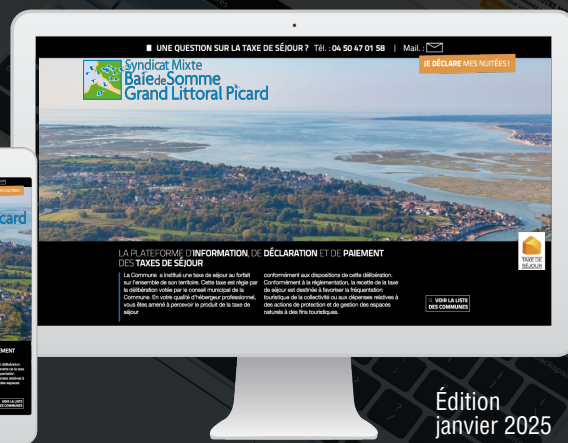 UNE QUESTION SUR LA TAXE DE SÉJOUR ? Tél. : 04 50 47 01 58 | Mail. :
JE DÉCLARE MES NUITÉES !
Syndicat Mixte
Baie de Somme
Grand Littoral Picard
LA PLATEFORME D'INFORMATION, DE DÉCLARATION ET DE PAIEMENT
DES TAXES DE SÉJOUR
La Commune a institué une taxe de séjour au forfait
sur l'ensemble de son territoire. Cette taxe est régie par
la délibération votée par le conseil municipal de la
Commune. En votre qualité d'hébergeur professionnel,
vous êtes amené à percevoir le produit de la taxe de
séjour
conformément aux dispositions de cette délibération.
Conformément à la réglementation, la recette de la taxe
de séjour est destinée à favoriser la fréquentation
touristique de la collectivité ou aux dépenses relatives à
des actions de protection et de gestion des espaces
naturels à des fins touristiques.
TAXE DE
SÉJOUR
VOIR LA LISTE
DES COMMUNES
card
EMENT
VOIR LA LISTE
DES COMMUNES
Édition
janvier 2025